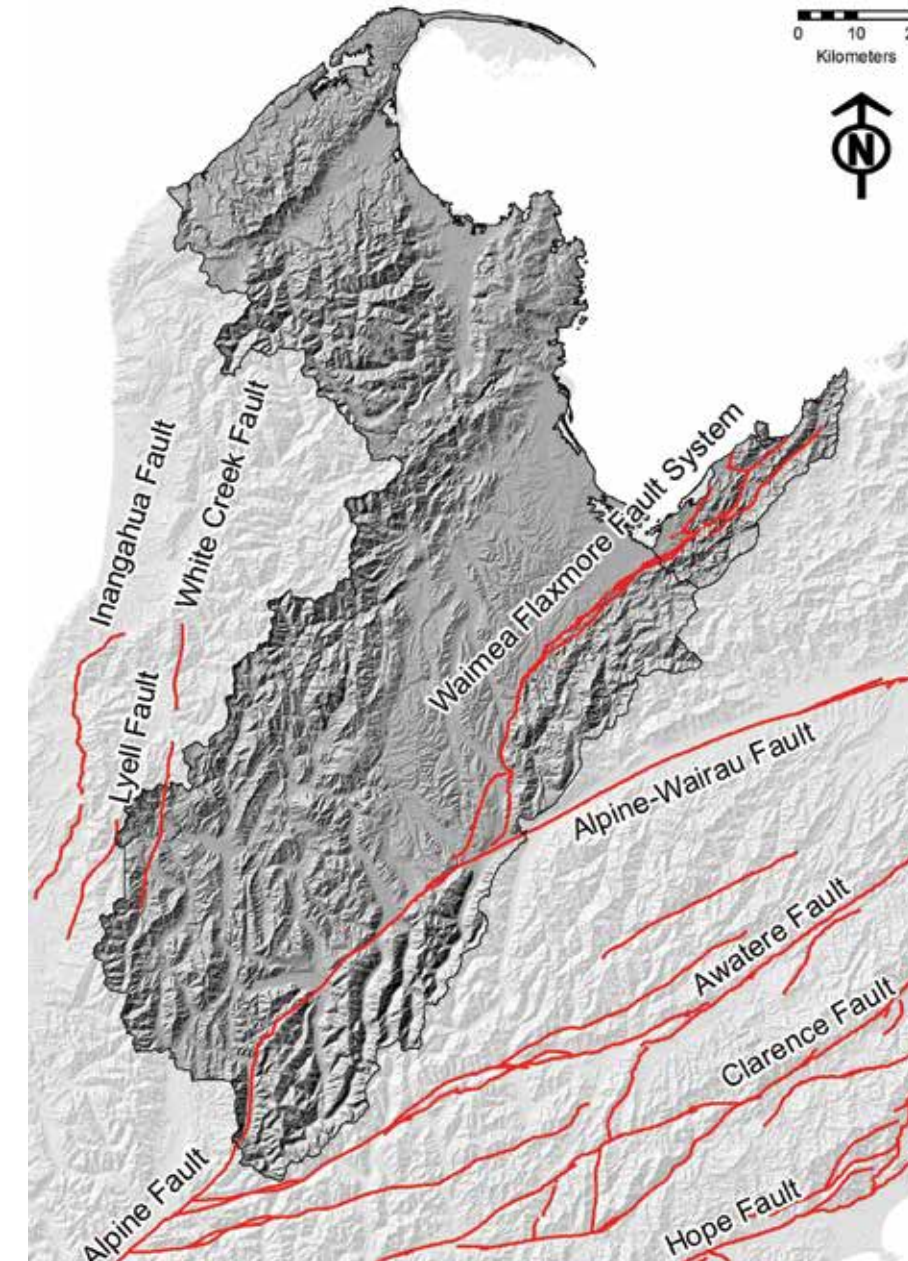 0 10 2
Kilometers
N
Inangahua Fault
White Creek Fault
Lyell Fault
Waimea Flaxmore Fault System
Alpine-Wairau Fault
Awatere Fault
Clarence Fault
Alpine Fault
Hope Fault